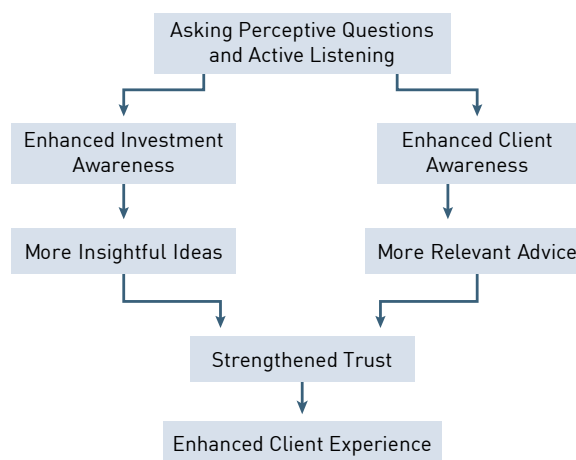 Asking Perceptive Questions
and Active Listening
Enhanced Investment
Awareness
Enhanced Client
Awareness
More Insightful Ideas
More Relevant Advice
Strengthened Trust
Enhanced Client Experience